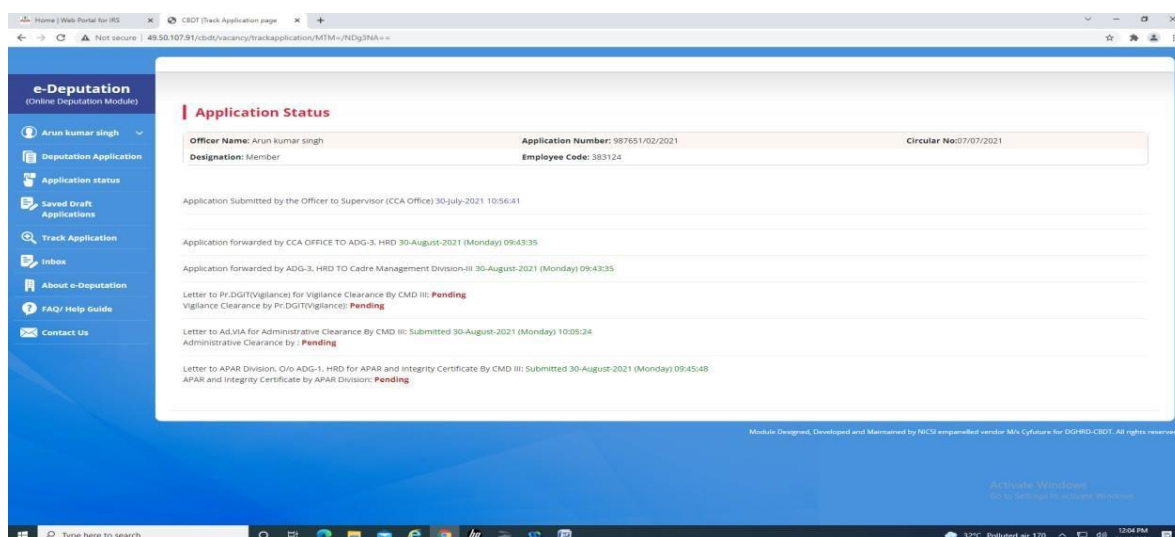 Home | Web Portal for IRS
CBDT |Track Application page
Not secure | 49.50.107.91/cbdt/vacancy/trackapplication/MTM=/NDg3NA==
e-Deputation
(Online Deputation Module)
Arun kumar singh
Deputation Application
Application status
Saved Draft
Applications
Track Application
Inbox
About e-Deputation
FAQ/ Help Guide
Contact Us
Application Status
Officer Name: Arun kumar singh Application Number: 987651/02/2021 Circular No:07/07/2021
Designation: Member Employee Code: 383124
Application Submitted by the Officer to Supervisor (CCA Office) 30-July-2021 10:56:41
Application forwarded by CCA OFFICE TO ADG-3, HRD 30-August-2021 (Monday) 09:43:35
Application forwarded by ADG-3, HRD TO Cadre Management Division-III 30-August-2021 (Monday) 09:43:35
Letter to Pr.DGIT(Vigilance) for Vigilance Clearance By CMD III: Pending
Vigilance Clearance by Pr.DGIT(Vigilance): Pending
Letter to Ad.VIA for Administrative Clearance By CMD III: Submitted 30-August-2021 (Monday) 10:05:24
Administrative Clearance by : Pending
Letter to APAR Division, O/o ADG-1, HRD for APAR and Integrity Certificate By CMD III: Submitted 30-August-2021 (Monday) 09:45:48
APAR and Integrity Certificate by APAR Division: Pending
Module Designed, Developed and Maintained by NICSI empanelled vendor M/s Cyfuture for DGHRD-CBDT. All rights reserve
Activate Windows
Go to Settings to activate Windows.
Type here to search
32°C Polluted air 170
12:04 PM